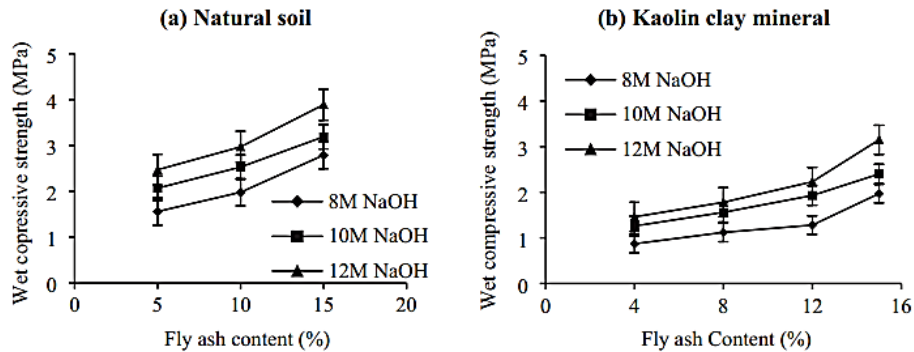 (a) Natural soil
Wet copressive strength (MPa)
5
4
3
2
1
0
0 5 10 15 20
Fly ash content (%)
8M NaOH
10M NaOH
12M NaOH
(b) Kaolin clay mineral
Wet compressive strength (MPa)
5
4
3
2
1
0
0 4 8 12 16
Fly ash Content (%)
8M NaOH
10M NaOH
12M NaOH